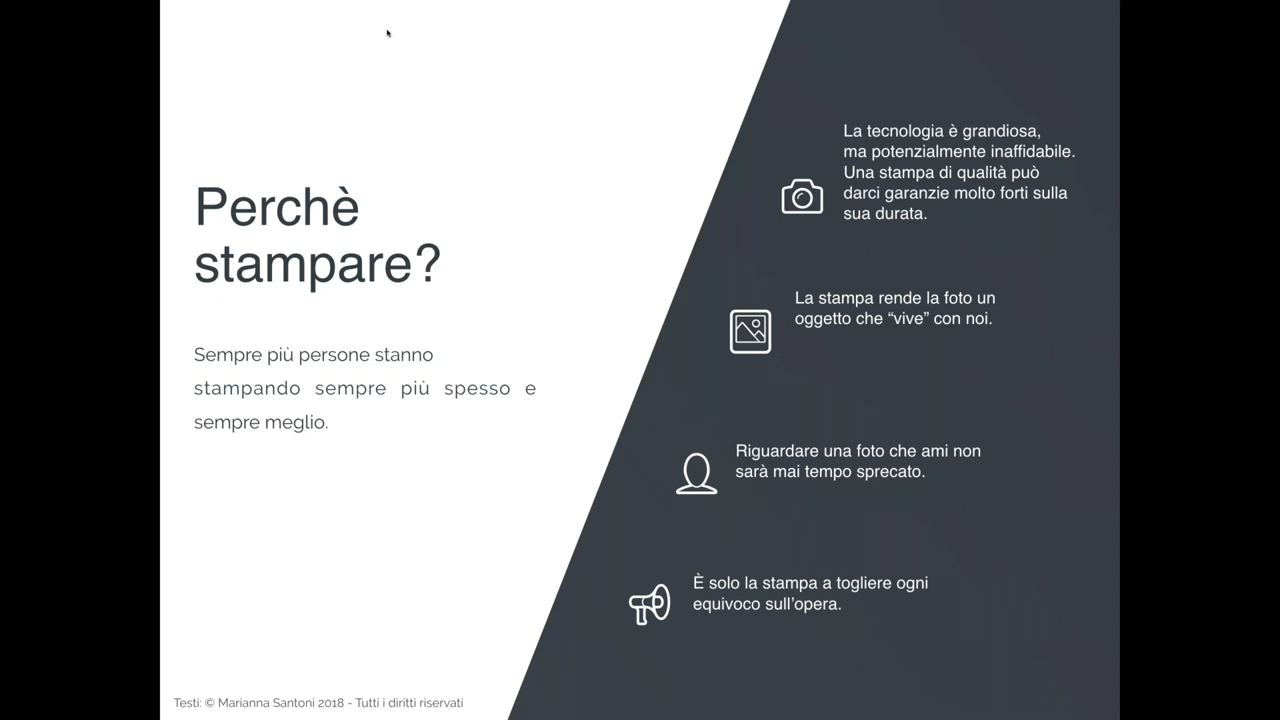 Perchè
stampare?
Sempre più persone stanno
stampando sempre più spesso e
sempre meglio.
La tecnologia è grandiosa,
ma potenzialmente inaffidabile.
Una stampa di qualità può
darci garanzie molto forti sulla
sua durata.
La stampa rende la foto un
oggetto che “vive” con noi.
Riguardare una foto che ami non
sarà mai tempo sprecato.
È solo la stampa a togliere ogni
equivoco sull’opera.
Testi: © Marianna Santoni 2018 - Tutti i diritti riservati